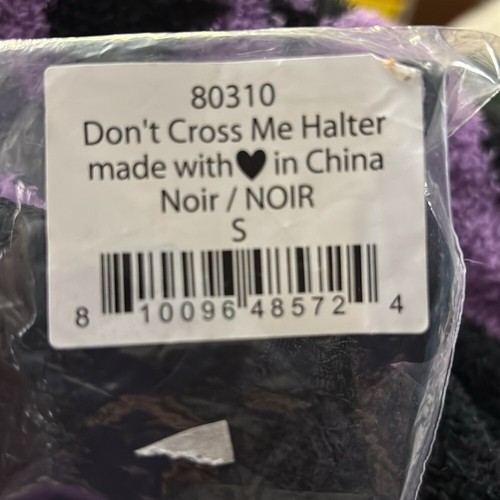 80310
Don't Cross Me Halter
made with♥in China
Noir / NOIR
S
8 10096 48572 4